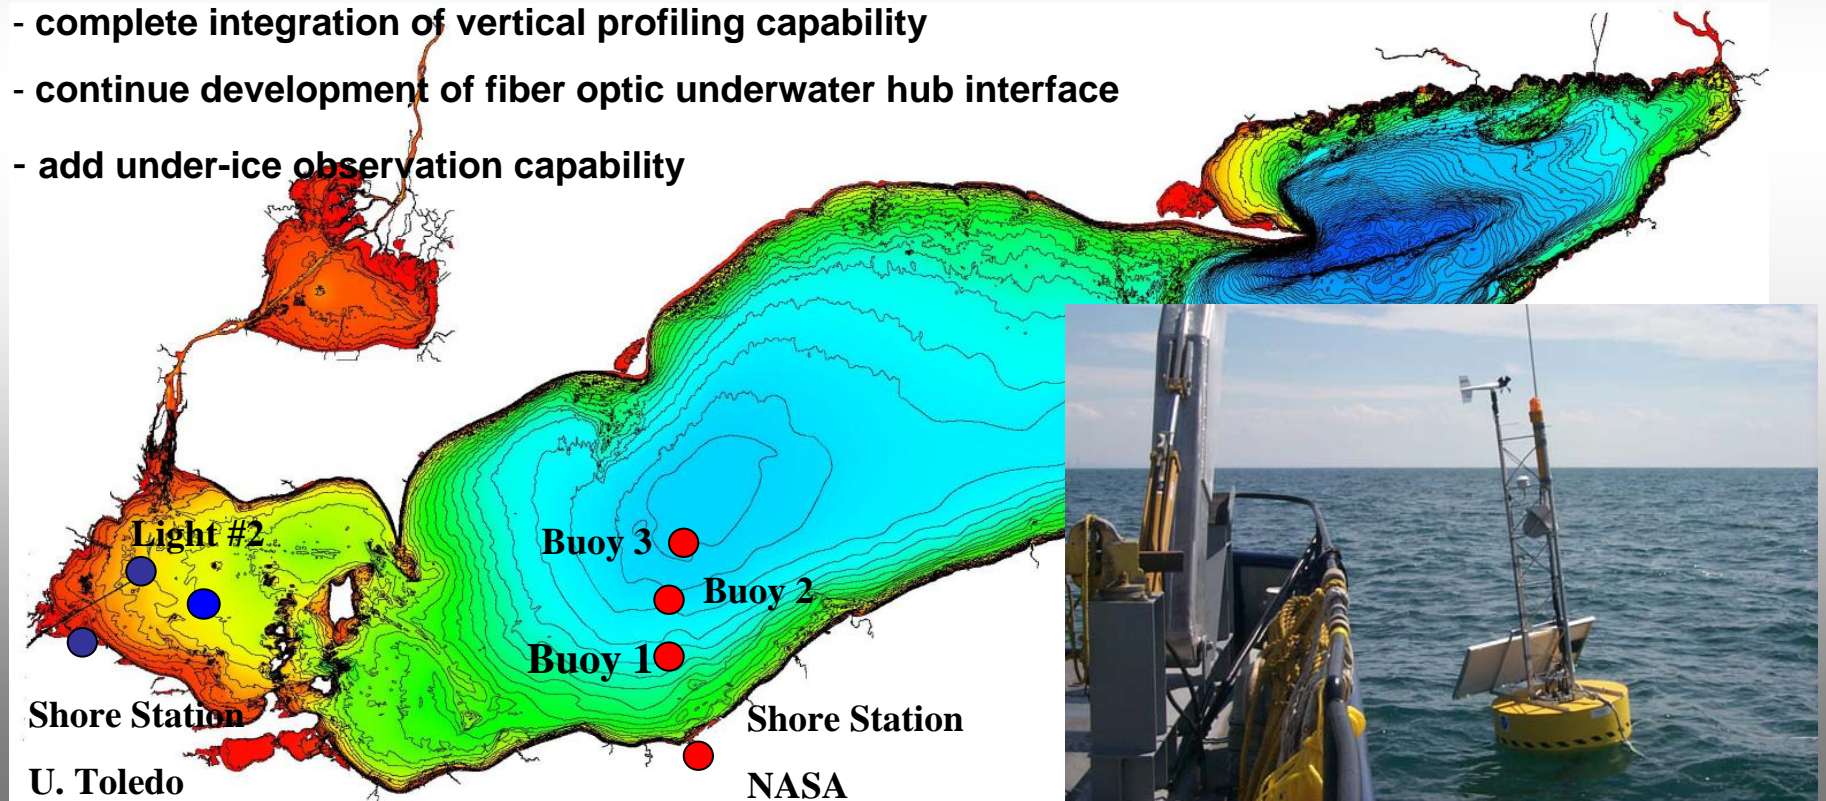 - complete integration of vertical profiling capability
- continue development of fiber optic underwater hub interface
- add under-ice observation capability
Light #2
Buoy 3
Buoy 2
Buoy 1
Shore Station
U. Toledo
Shore Station
NASA